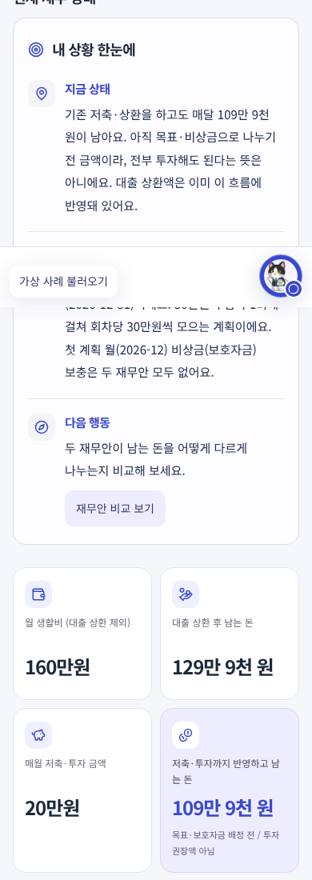 내 상황 한눈에
지금 상태
기존 저축·상환을 하고도 매달 109만 9천
원이 남아요. 아직 목표·비상금으로 나누기
전 금액이라, 전부 투자해도 된다는 뜻은
아니에요. 대출 상환액은 이미 이 흐름에
반영돼 있어요.
가상 사례 불러오기
걸쳐 회차당 30만원씩 모으는 계획이에요.
첫 계획 월(2026-12) 비상금(보호자금)
보충은 두 재무안 모두 없어요.
다음 행동
두 재무안이 남는 돈을 어떻게 다르게
나누는지 비교해 보세요.
재무안 비교 보기
월 생활비 (대출 상환 제외)
160만원
대출 상환 후 남는 돈
129만 9천 원
매월 저축·투자 금액
20만원
저축·투자까지 반영하고 남
는 돈
109만 9천 원
목표·보호자금 배정 전 / 투자
권장액 아님